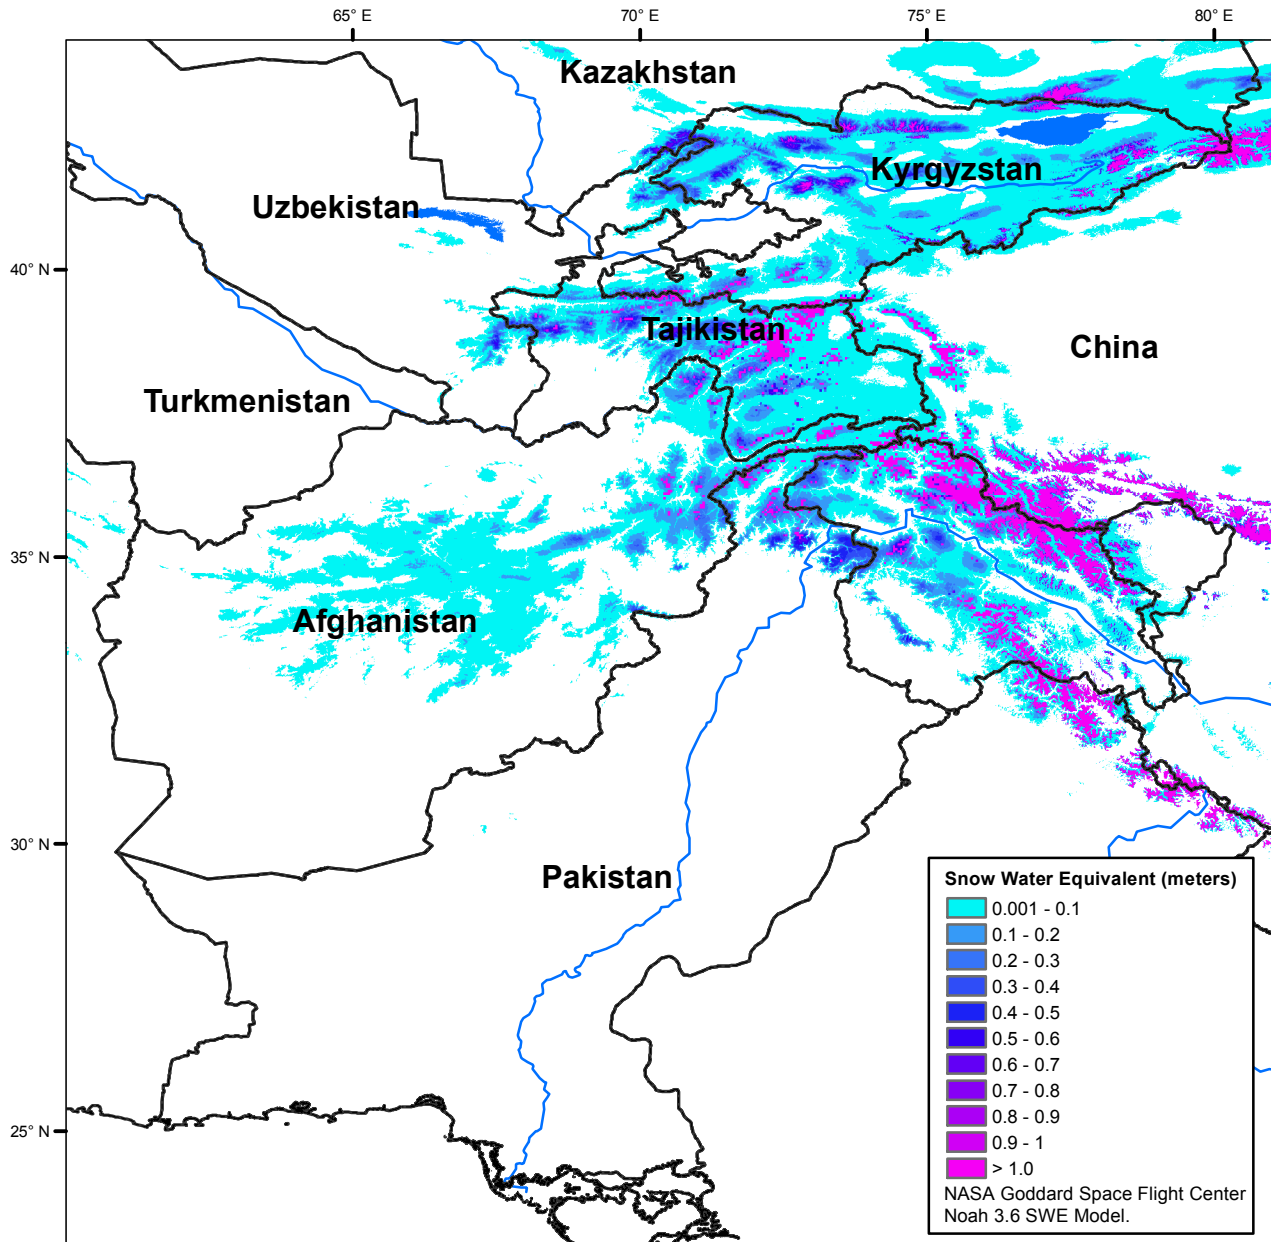 65° E
70° E
75° E
80° E
Kazakhstan
Kyrgyzstan
Uzbekistan
40° N
Tajikistan
China
Turkmenistan
35° N
Afghanistan
30° N
Pakistan
25° N
Snow Water Equivalent (meters)
0.001 - 0.1
0.1 - 0.2
0.2 - 0.3
0.3 - 0.4
0.4 - 0.5
0.5 - 0.6
0.6 - 0.7
0.7 - 0.8
0.8 - 0.9
0.9 - 1
> 1.0
NASA Goddard Space Flight Center
Noah 3.6 SWE Model.